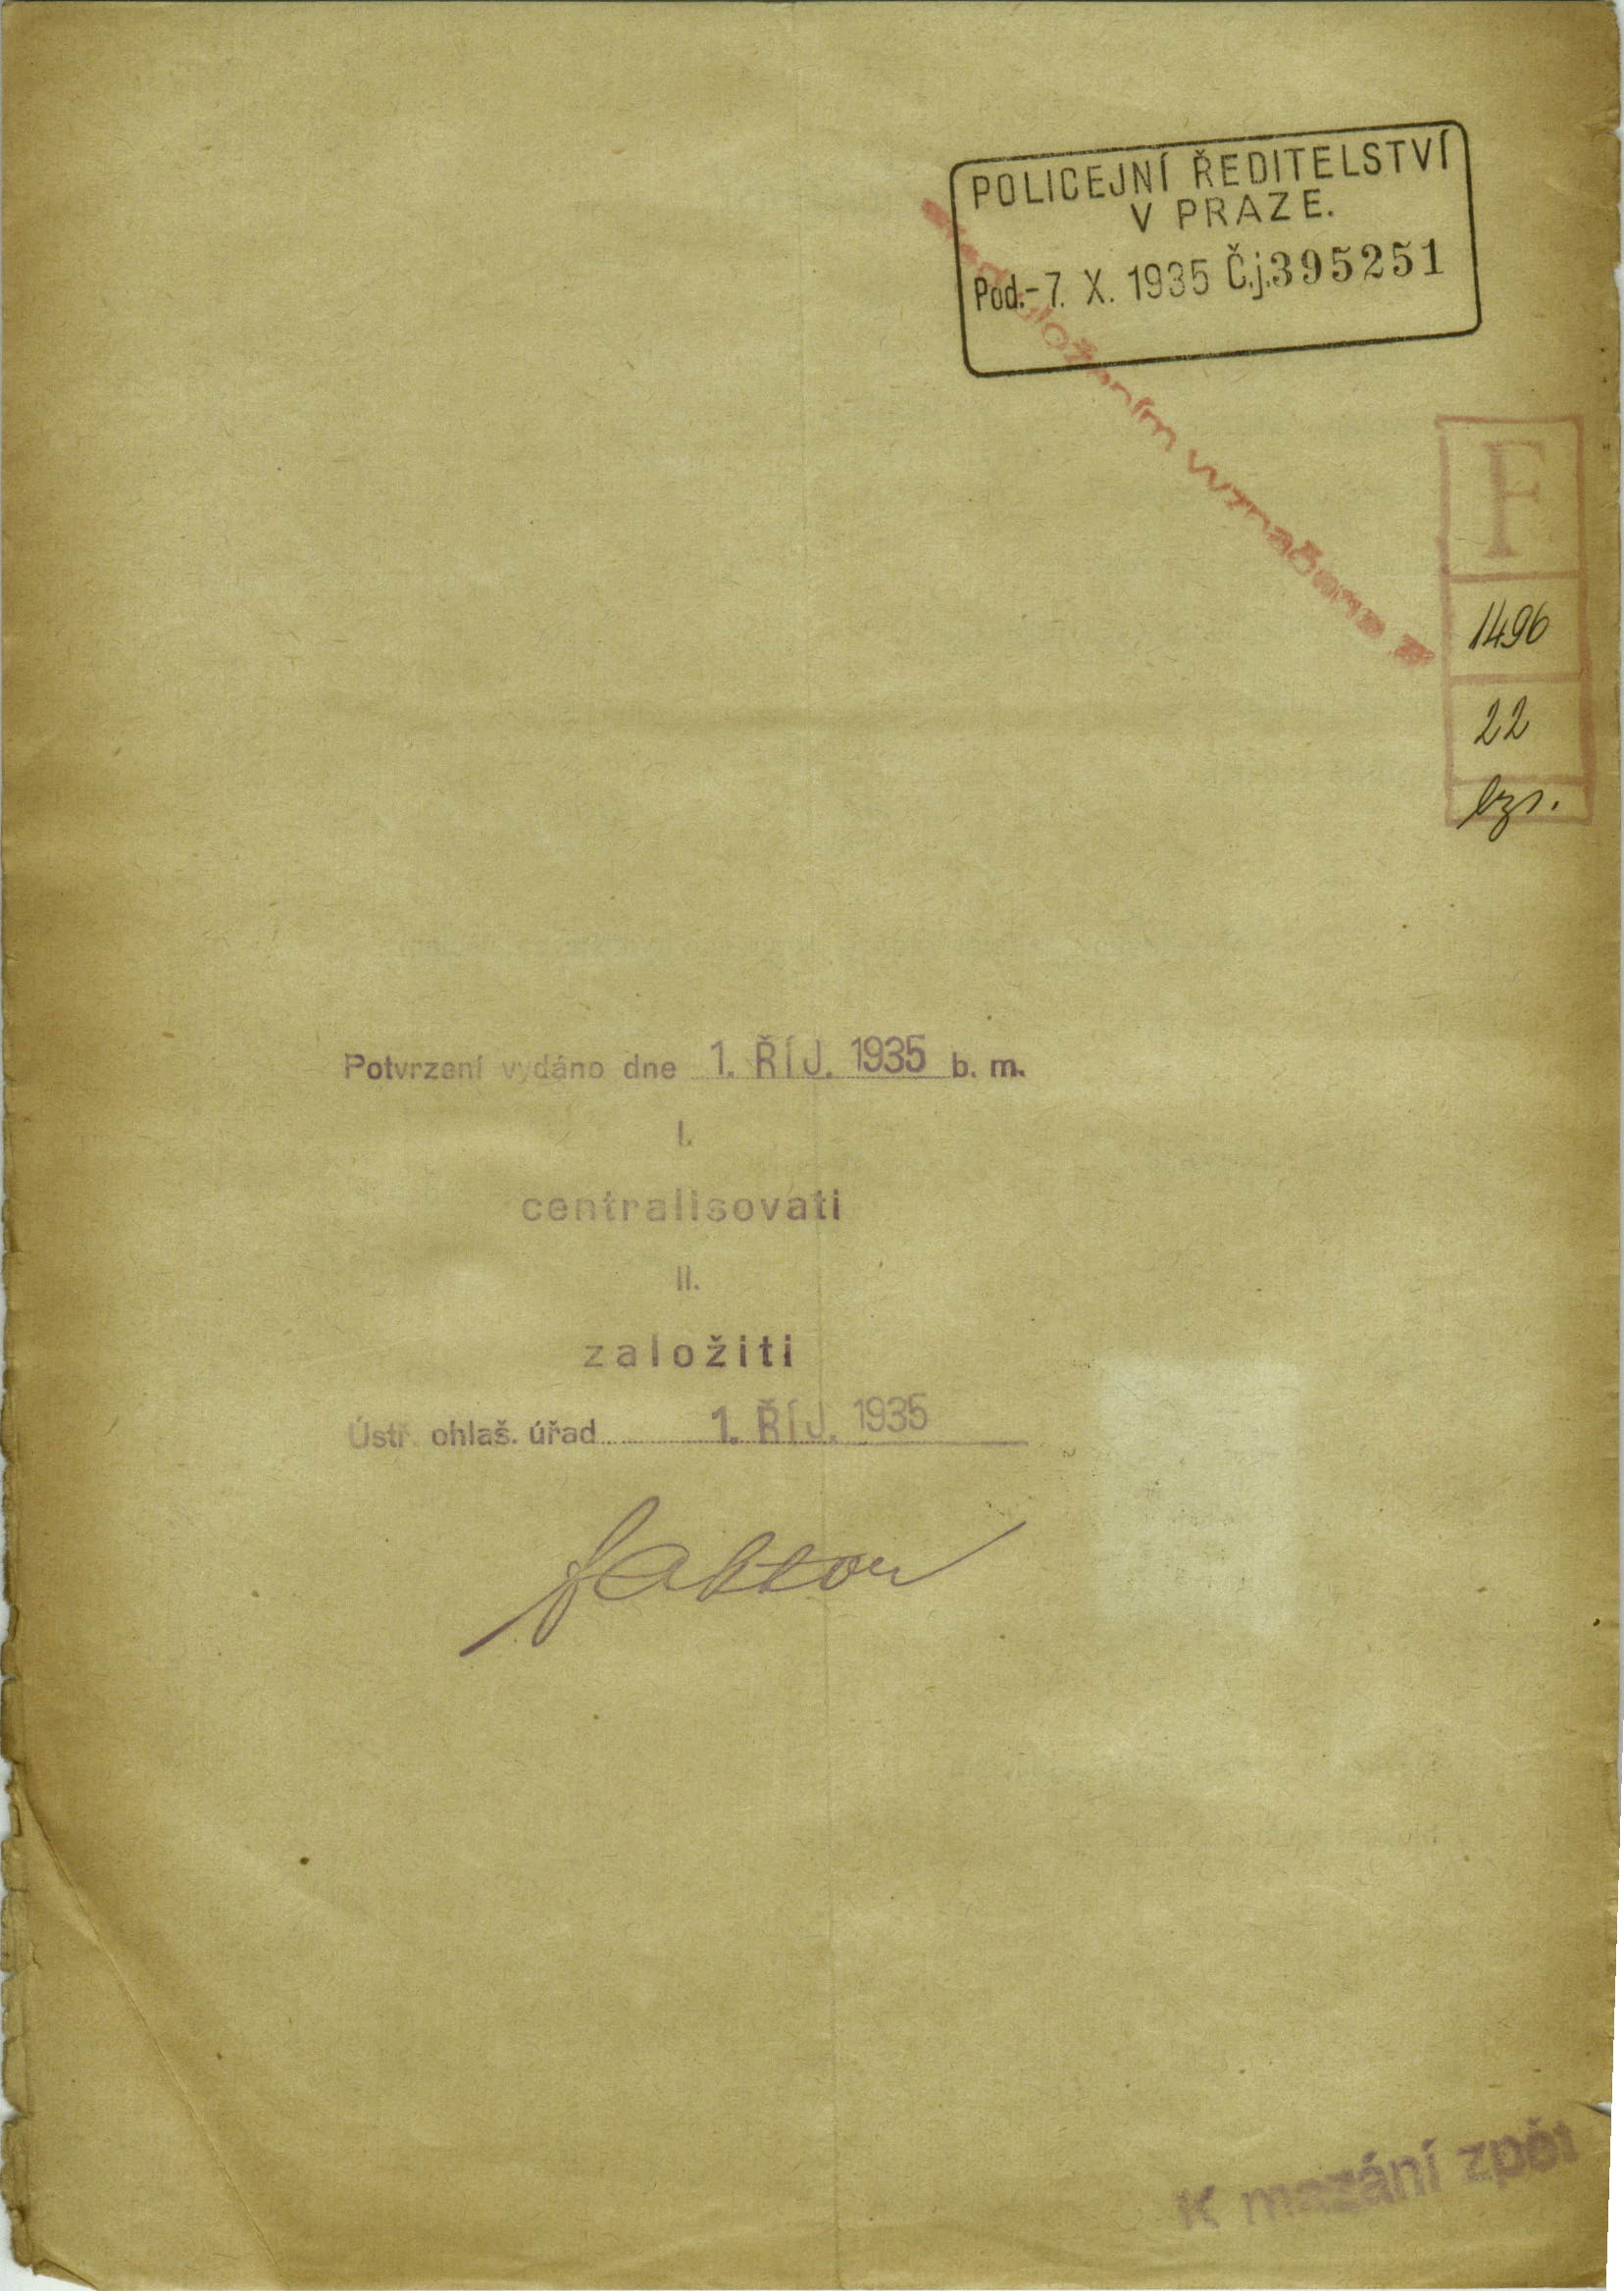 POLICEJNÍ ŘEDITELSTVÍ
V PRAZE.
Pod.-7. X. 1935 Č.j.395251
F
1496
22
Potvrzení vydáno dne 1. ŘÍJ. 1935 b. m.
I.
centralisovati
II.
založiti
Ústř. ohlaš. úřad 1. ŘÍJ. 1935
K mazání zpět